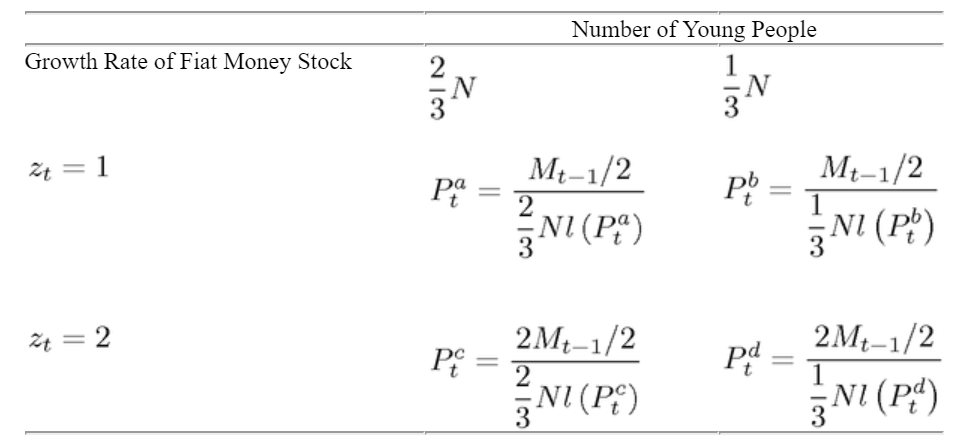 Number of Young People
Growth Rate of Fiat Money Stock
$\frac{2}{3}N$ $\frac{1}{3}N$
$z_t = 1$ $P_t^a = \frac{M_{t-1}/2}{\frac{2}{3}Nl\left(P_t^a\right)}$ $P_t^b = \frac{M_{t-1}/2}{\frac{1}{3}Nl\left(P_t^b\right)}$
$z_t = 2$ $P_t^c = \frac{2M_{t-1}/2}{\frac{2}{3}Nl\left(P_t^c\right)}$ $P_t^d = \frac{2M_{t-1}/2}{\frac{1}{3}Nl\left(P_t^d\right)}$